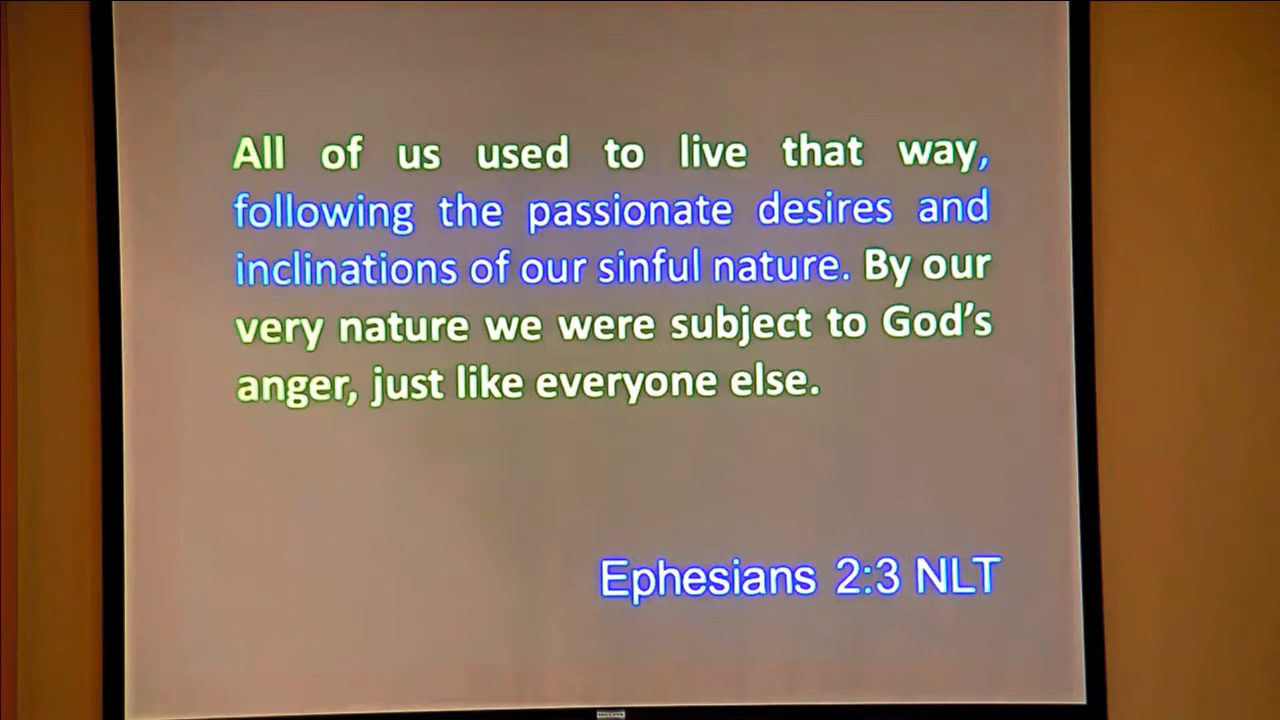 All of us used to live that way,
following the passionate desires and
inclinations of our sinful nature. By our
very nature we were subject to God’s
anger, just like everyone else.
Ephesians 2:3 NLT